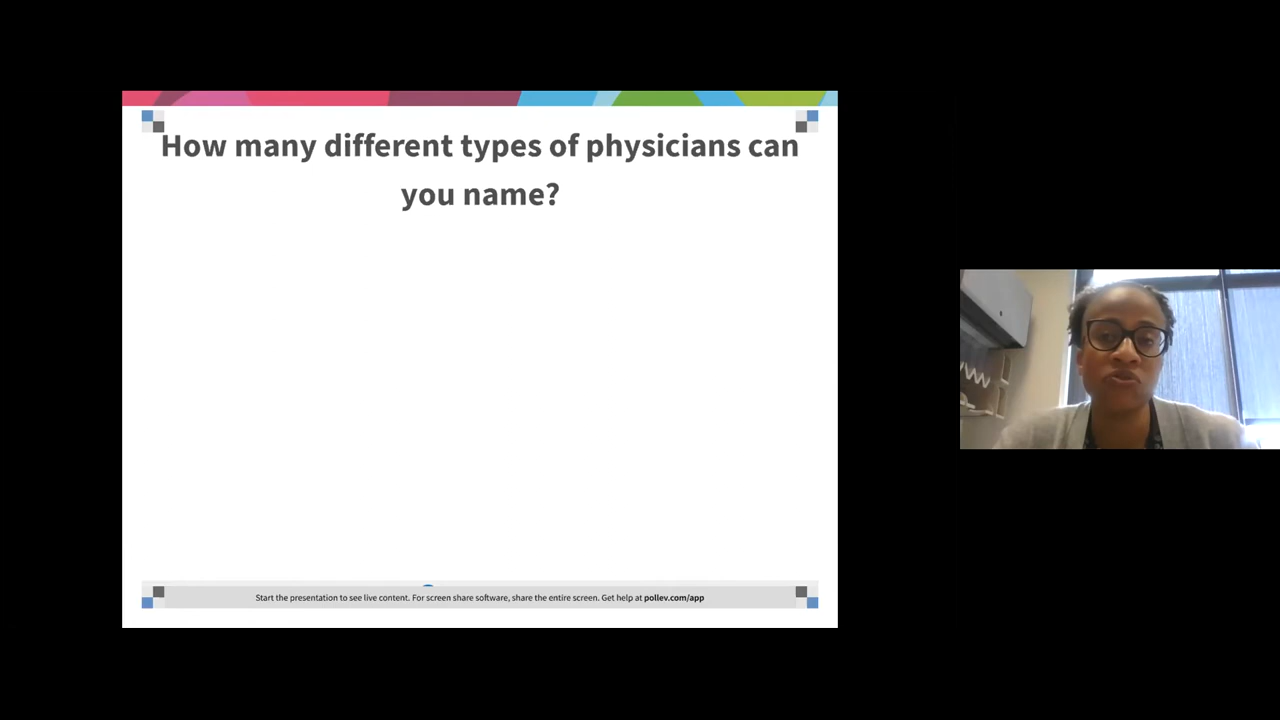 How many different types of physicians can
you name?
Start the presentation to see live content. For screen share software, share the entire screen. Get help at pollev.com/app